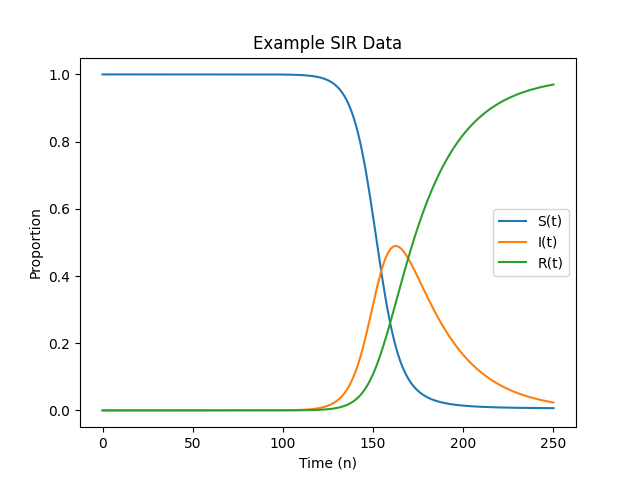 Example SIR Data
1.0
0.8
0.6
0.4
0.2
0.0
Proportion
S(t)
I(t)
R(t)
0 50 100 150 200 250
Time (n)